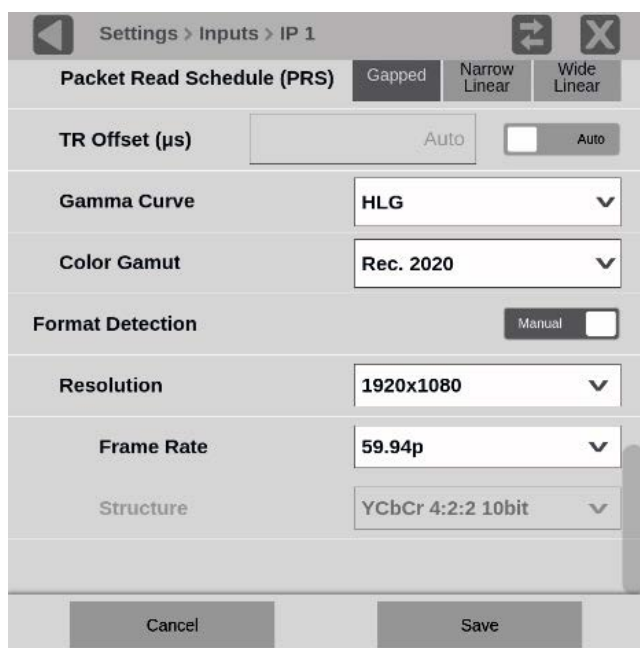 Settings > Inputs > IP 1
Packet Read Schedule (PRS) Gapped Narrow Linear Wide Linear
TR Offset (µs) Auto Auto
Gamma Curve HLG
Color Gamut Rec. 2020
Format Detection Manual
Resolution 1920x1080
Frame Rate 59.94p
Structure YCbCr 4:2:2 10bit
Cancel Save